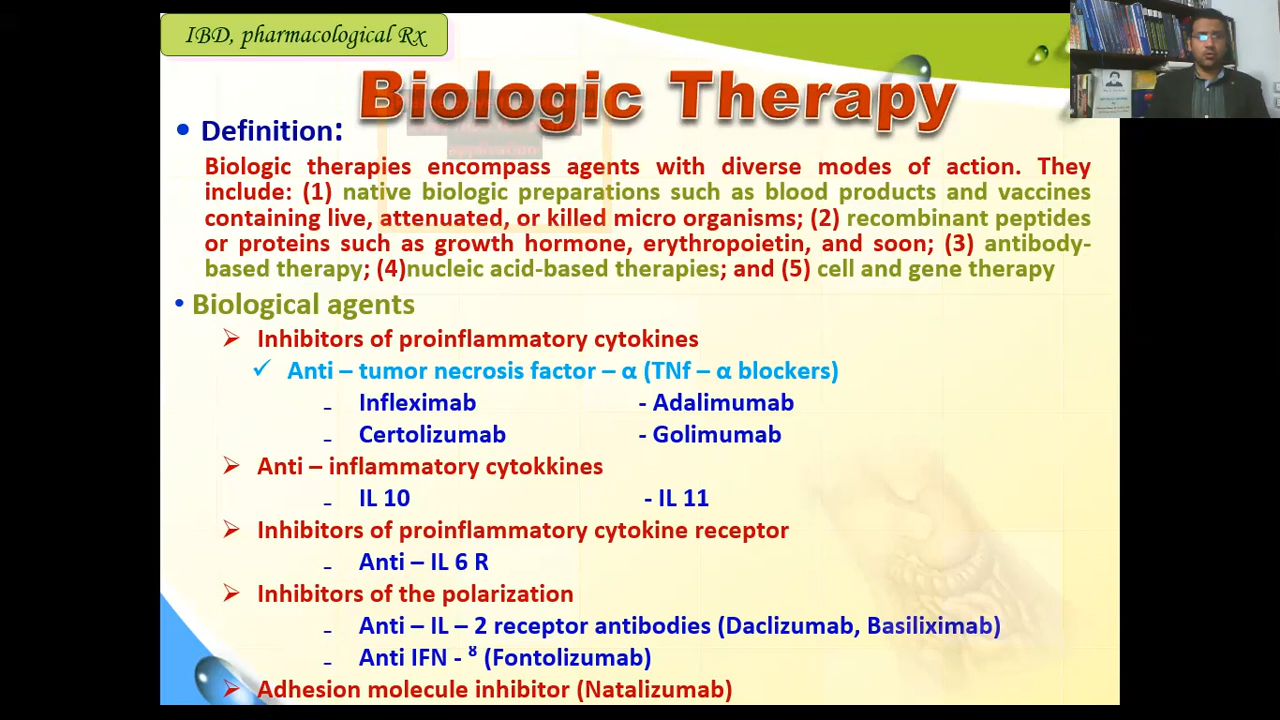 IBD, pharmacological Rx
Biologic Therapy
• Definition:
Biologic therapies encompass agents with diverse modes of action. They
include: (1) native biologic preparations such as blood products and vaccines
containing live, attenuated, or killed micro organisms; (2) recombinant peptides
or proteins such as growth hormone, erythropoietin, and soon; (3) antibody-
based therapy; (4)nucleic acid-based therapies; and (5) cell and gene therapy
• Biological agents
➢ Inhibitors of proinflammatory cytokines
✓ Anti – tumor necrosis factor – α (TNf – α blockers)
- Infleximab - Adalimumab
- Certolizumab - Golimumab
➢ Anti – inflammatory cytokkines
- IL 10 - IL 11
➢ Inhibitors of proinflammatory cytokine receptor
- Anti – IL 6 R
➢ Inhibitors of the polarization
- Anti – IL – 2 receptor antibodies (Daclizumab, Basiliximab)
- Anti IFN - ४ (Fontolizumab)
➢ Adhesion molecule inhibitor (Natalizumab)